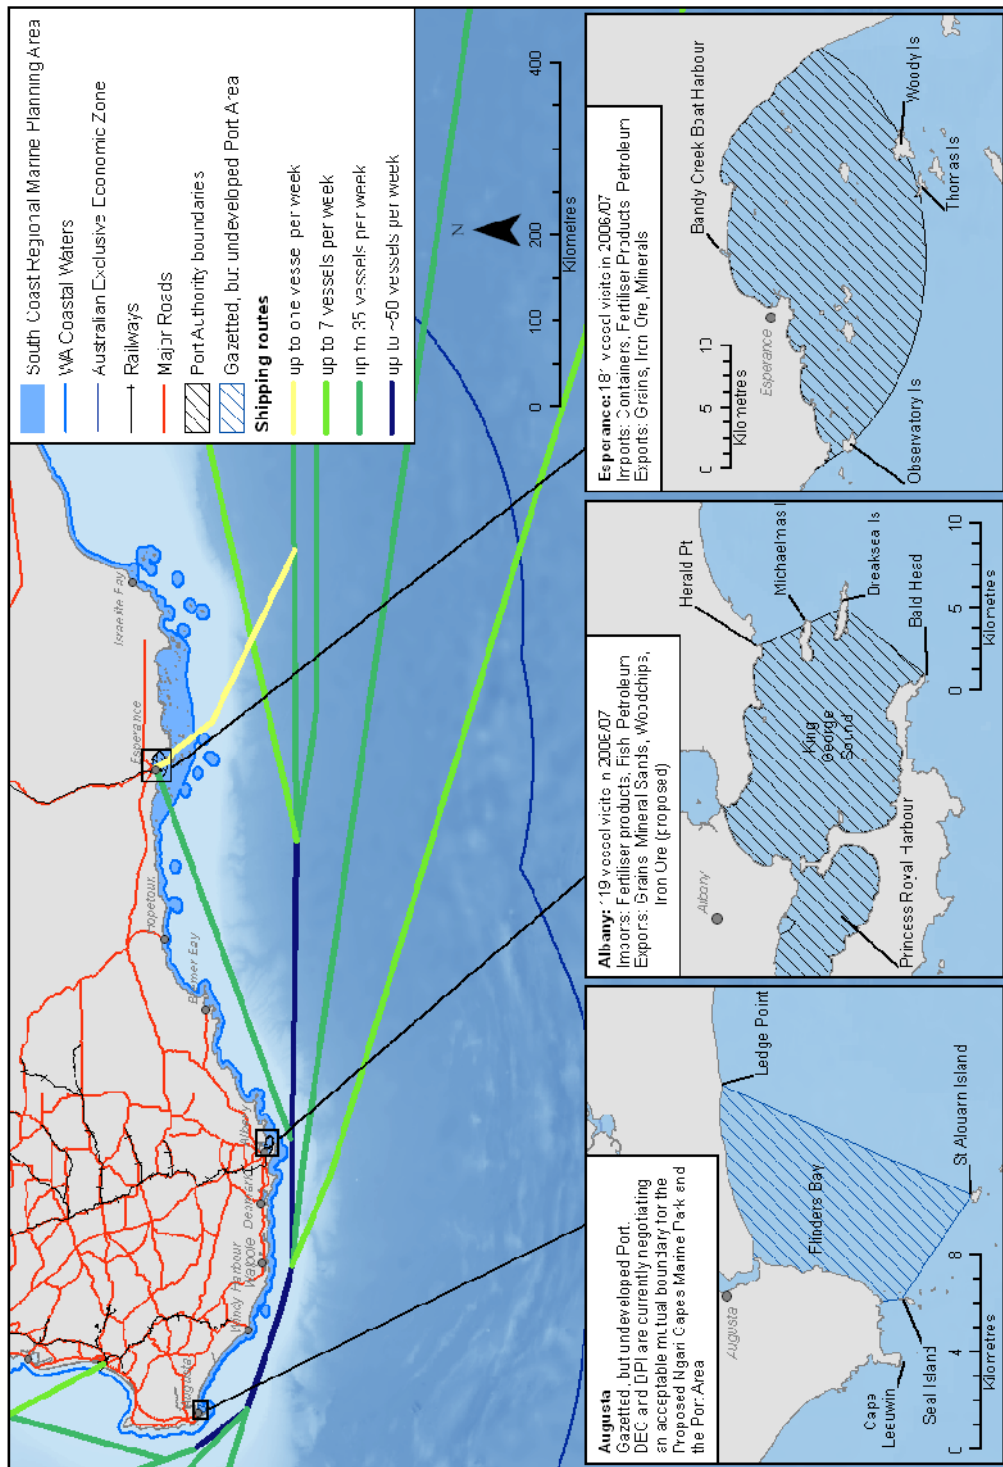 South Coast Regional Marine Planning Area
WA Coastal Waters
Australian Exclusive Economic Zone
Railways
Major Roads
Port Authority boundaries
Gazetted, but undeveloped Port Area
Shipping routes
up to one vessel per week
up to 7 vessels per week
up to 35 vessels per week
up to ~50 vessels per week
N
0 100 200 400
Kilometres
Israelite Bay
Esperance
Hopetoun
Bremer Bay
Albany
Denmark
Walpole
Windy Harbour
Augusta
Augusta
Gazetted, but undeveloped Port.
DEC and DPI are currently negotiating
an acceptable mutual boundary for the
Proposed Ngari Capes Marine Park and
the Port Area
Augusta
Ledge Point
Flinders Bay
Cape
Leeuwin
Seal Island
St Alouarn Island
0 4 8
Kilometres
Albany: 119 vessel visits in 2006/07
Imports: Fertiliser products, Fish, Petroleum
Exports: Grains, Mineral Sands, Woodchips,
Iron Ore (proposed)
Albany
Herald Pt
Michaelmas I
Breaksea Is
Bald Head
King
George
Sound
Princess Royal Harbour
0 5 10
Kilometres
Esperance: 181 vessel visits in 2006/07
Imports: Containers, Fertiliser Products, Petroleum
Exports: Grains, Iron Ore, Minerals
Bandy Creek Boat Harbour
Esperance
0 5 10
Kilometres
Observatory Is
Thomas Is
Woody Is